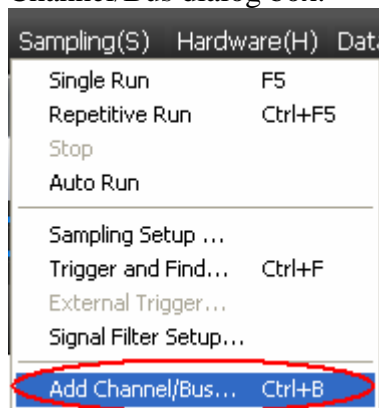 Channel/Bus dialog box.
Sampling(S) Hardware(H) Dat
Single Run F5
Repetitive Run Ctrl+F5
Stop
Auto Run
Sampling Setup ...
Trigger and Find... Ctrl+F
External Trigger...
Signal Filter Setup...
Add Channel/Bus... Ctrl+B